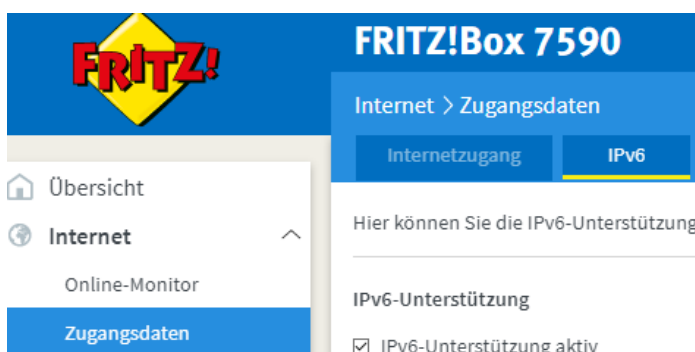 FRITZ!
FRITZ!Box 7590
Internet > Zugangsdaten
Internetzugang
IPv6
Übersicht
Internet
Online-Monitor
Zugangsdaten
Hier können Sie die IPv6-Unterstützung
IPv6-Unterstützung
IPv6-Unterstützung aktiv